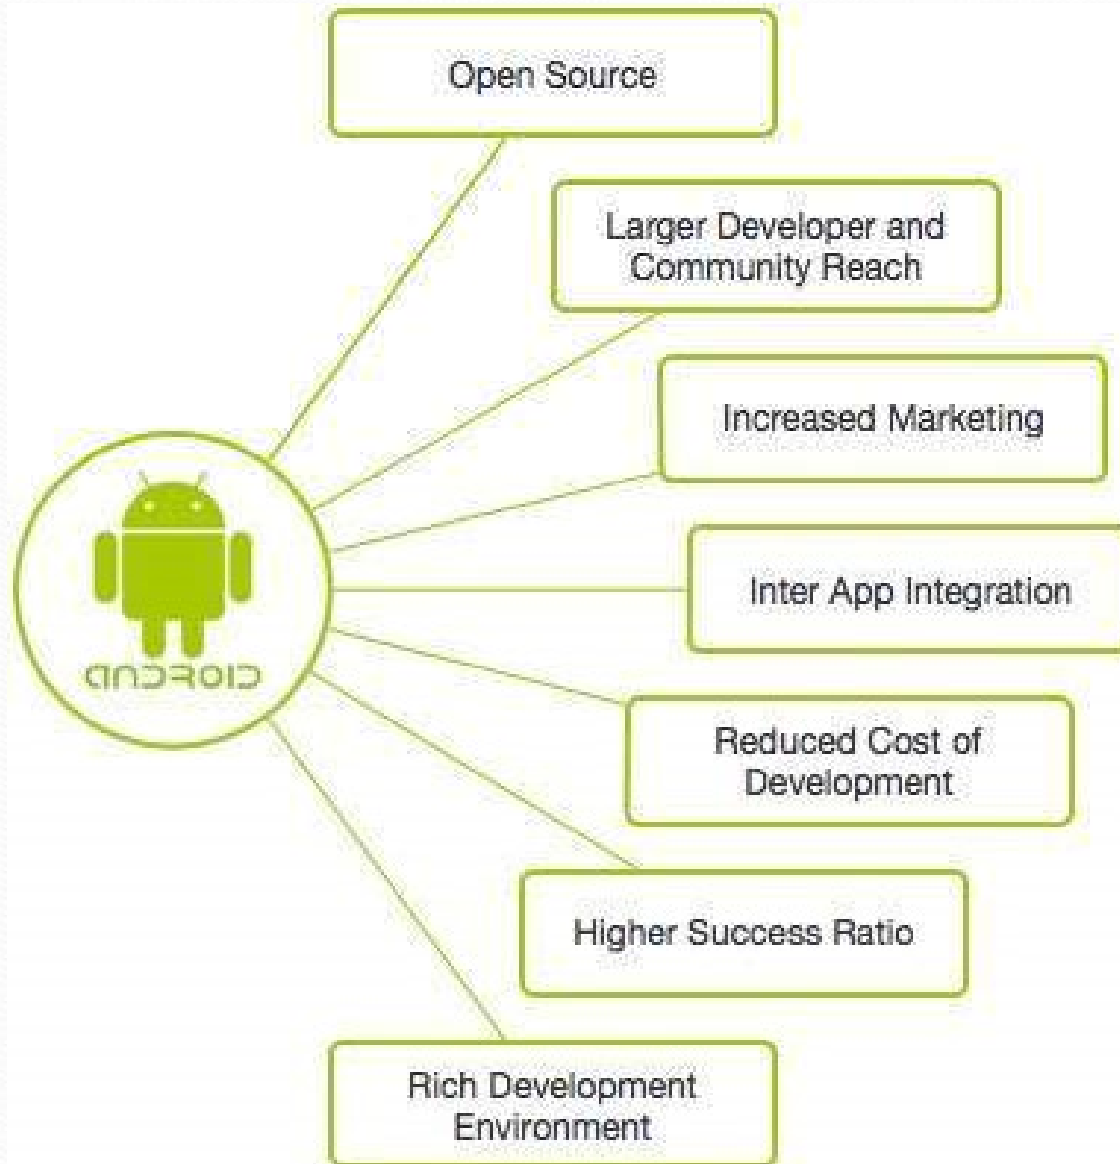 Open Source
Larger Developer and
Community Reach
Increased Marketing
Inter App Integration
ANDROID
Reduced Cost of
Development
Higher Success Ratio
Rich Development
Environment